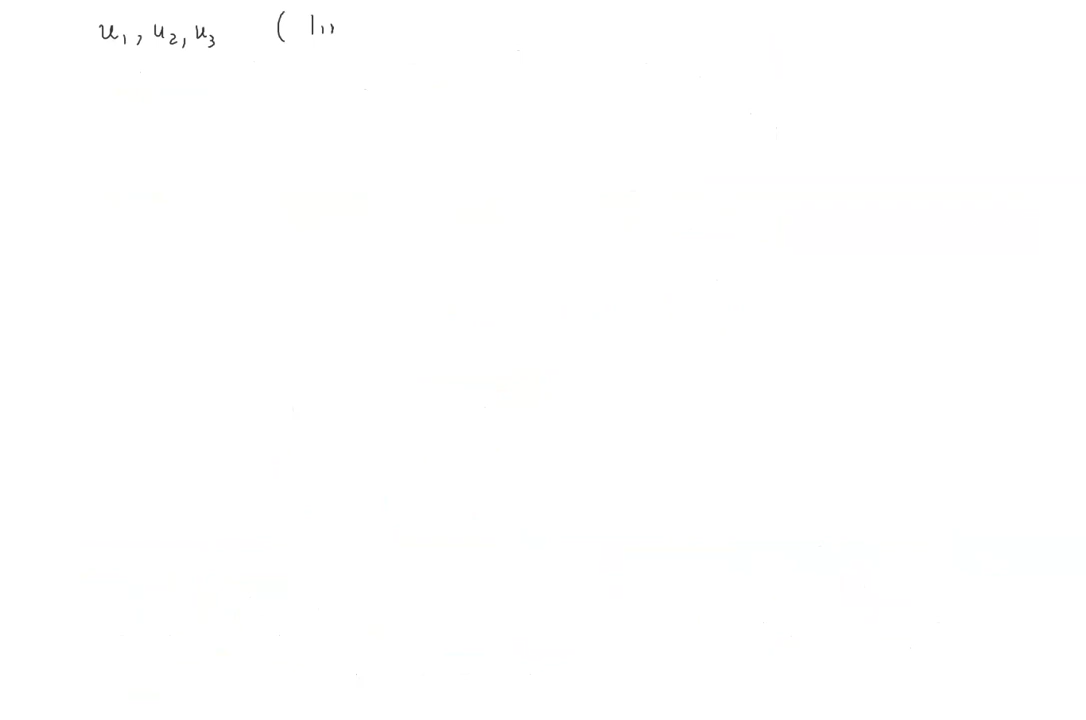 u₁, u₂, u₃ (